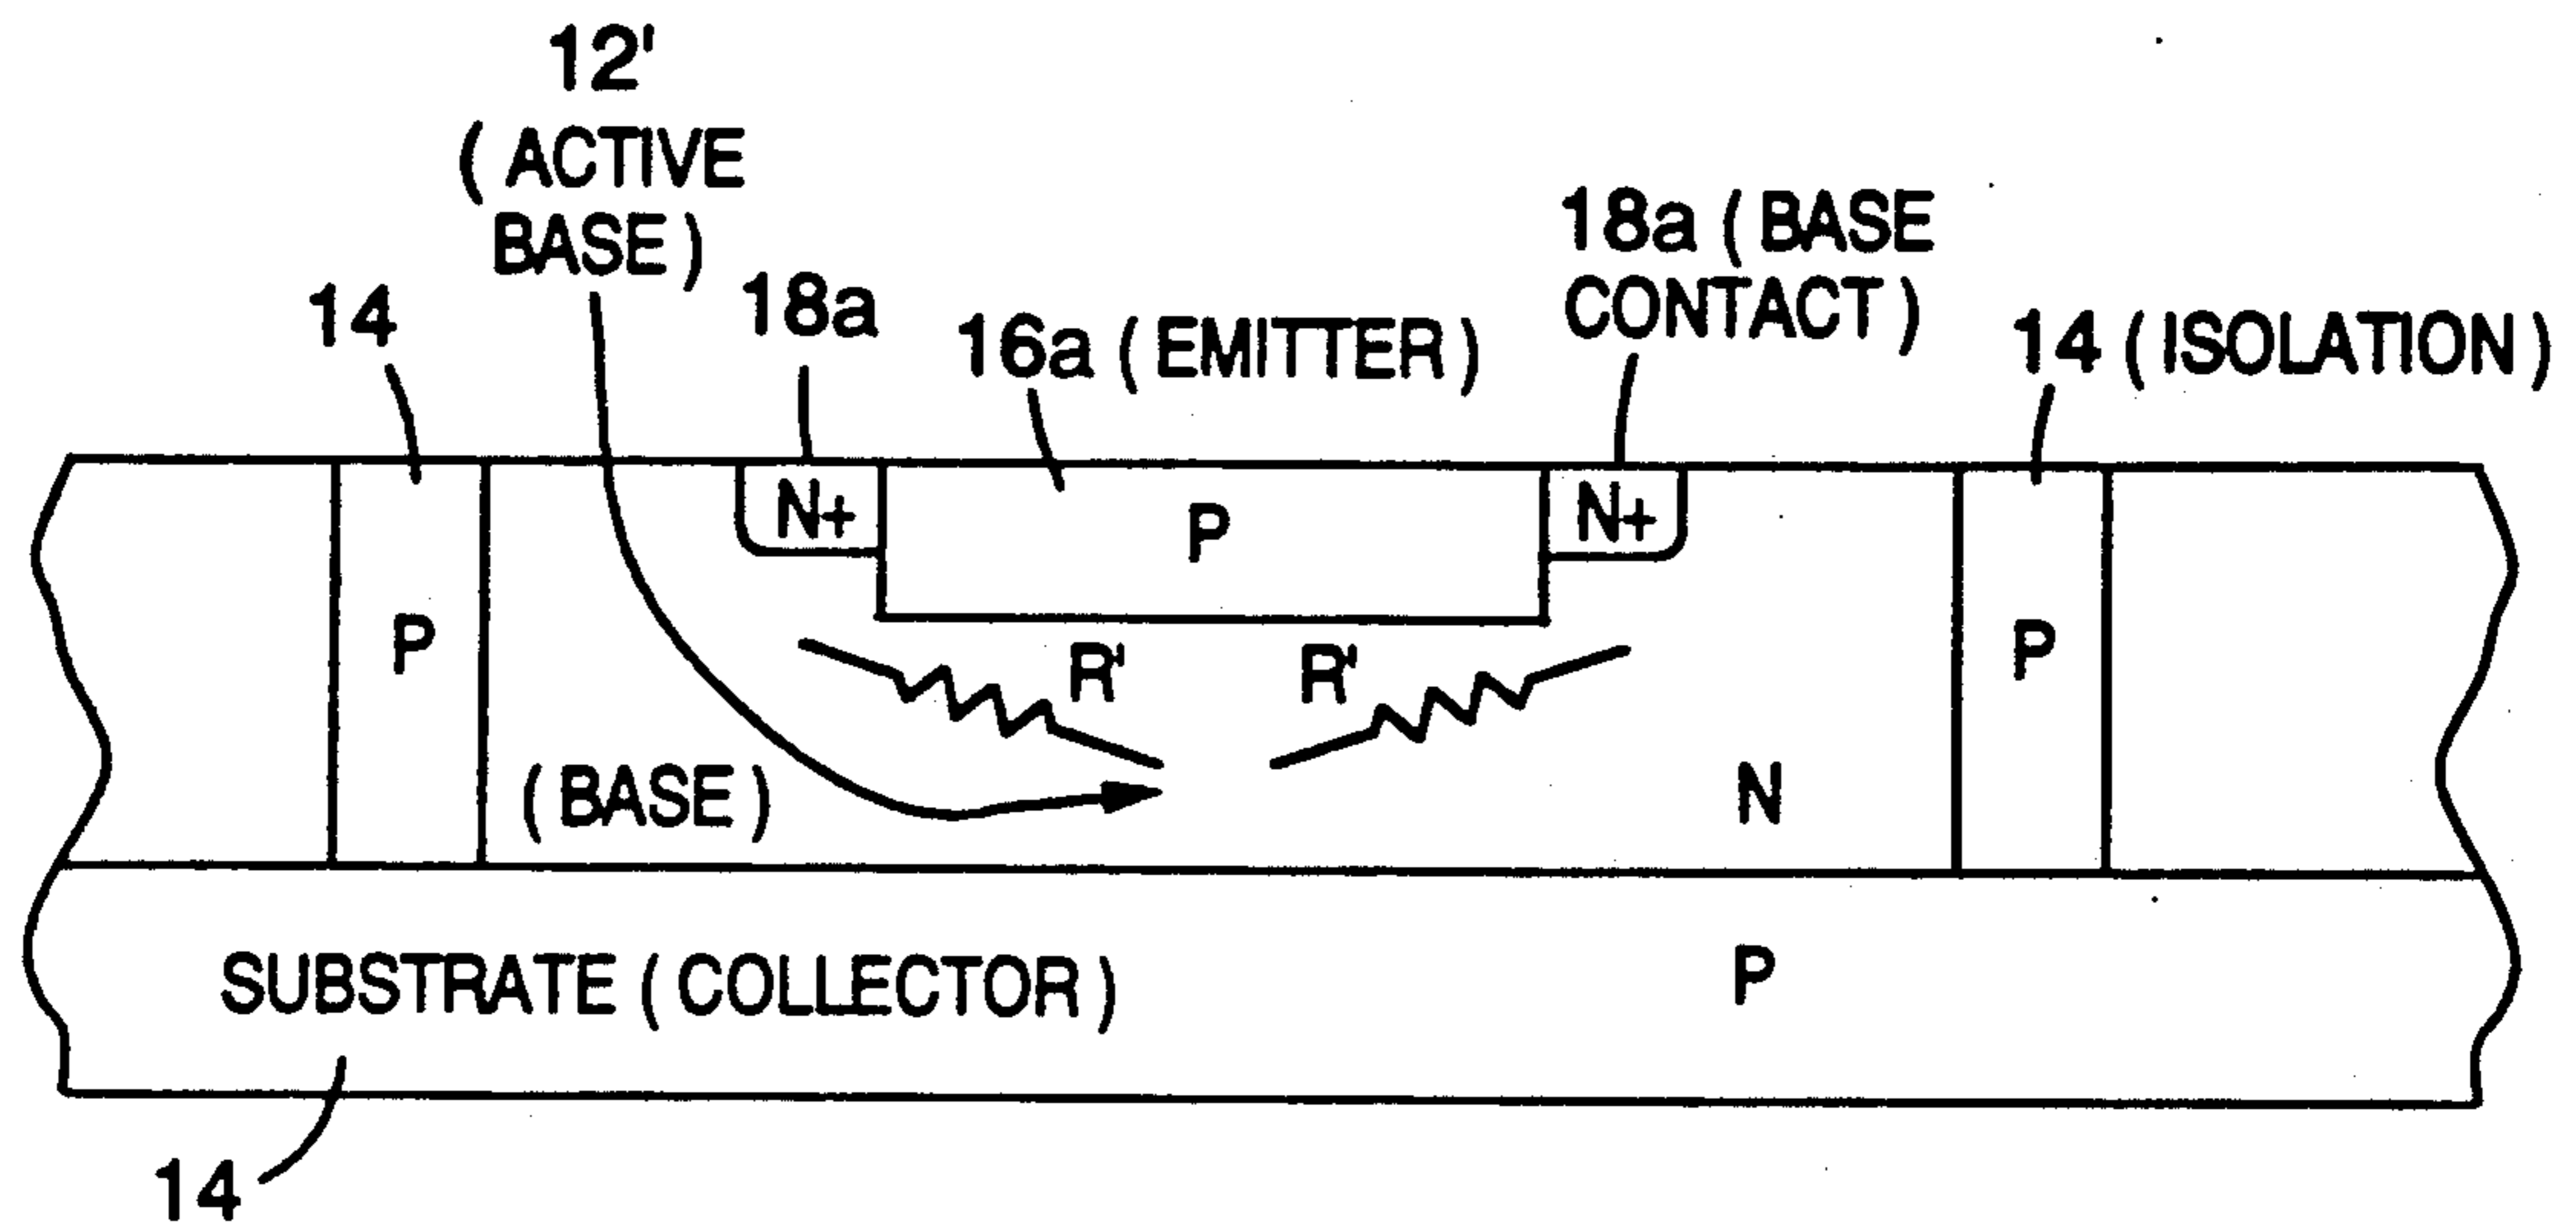 12'
( ACTIVE
BASE )
14
18a
16a ( EMITTER )
18a ( BASE
CONTACT )
14 ( ISOLATION )
N+
P
N+
P
P
R'
R'
( BASE )
N
SUBSTRATE ( COLLECTOR )
P
14